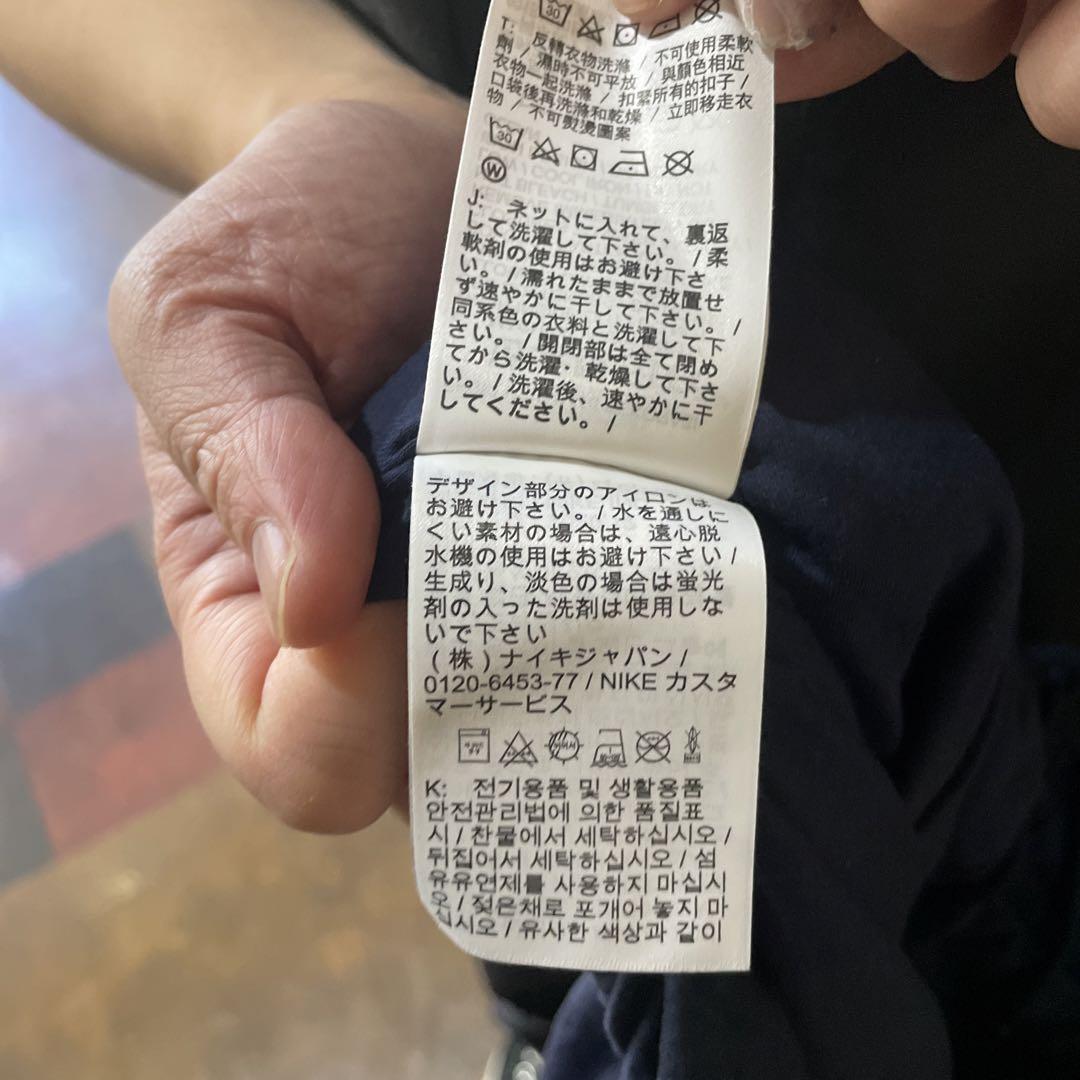 30
T: 反轉衣物洗滌 / 不可使用柔軟
劑 / 濕時不可平放 / 與顏色相近
衣物一起洗滌 / 扣緊所有的扣子 /
口袋後再洗滌和乾燥 / 立即移走衣
物 / 不可熨燙圖案
30
W
J: ネットに入れて、裏返
して洗濯して下さい。 / 柔
軟剤の使用はお避け下さ
い。 / 濡れたままで放置せ
ず速やかに干して下さい。 /
同系色の衣料と洗濯して下
さい。 / 開閉部は全て閉め
てから洗濯・乾燥して下さ
い。 / 洗濯後、速やかに干
してください。 /
デザイン部分のアイロンは
お避け下さい。 / 水を通しに
くい素材の場合は、遠心脱
水機の使用はお避け下さい /
生成り、淡色の場合は蛍光
剤の入った洗剤は使用しな
いで下さい
(株) ナイキジャパン /
0120-6453-77 / NIKE カスタ
マーサービス
K: 전기용품 및 생활용품
안전관리법에 의한 품질표
시 / 찬물에서 세탁하십시오 /
뒤집어서 세탁하십시오 / 섬
유유연제를 사용하지 마십시
오 / 젖은채로 포개어 놓지 마
십시오 / 유사한 색상과 같이